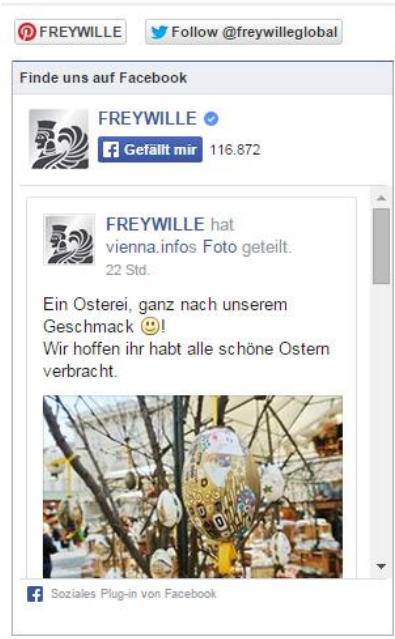 FREYWILLE
Follow @freywilleglobal
Finde uns auf Facebook
FREYWILLE
Gefällt mir 116.872
FREYWILLE hat
vienna.infos Foto geteilt.
22 Std.
Ein Osterei, ganz nach unserem
Geschmack !
Wir hoffen ihr habt alle schöne Ostern
verbracht.
Soziales Plug-in von Facebook